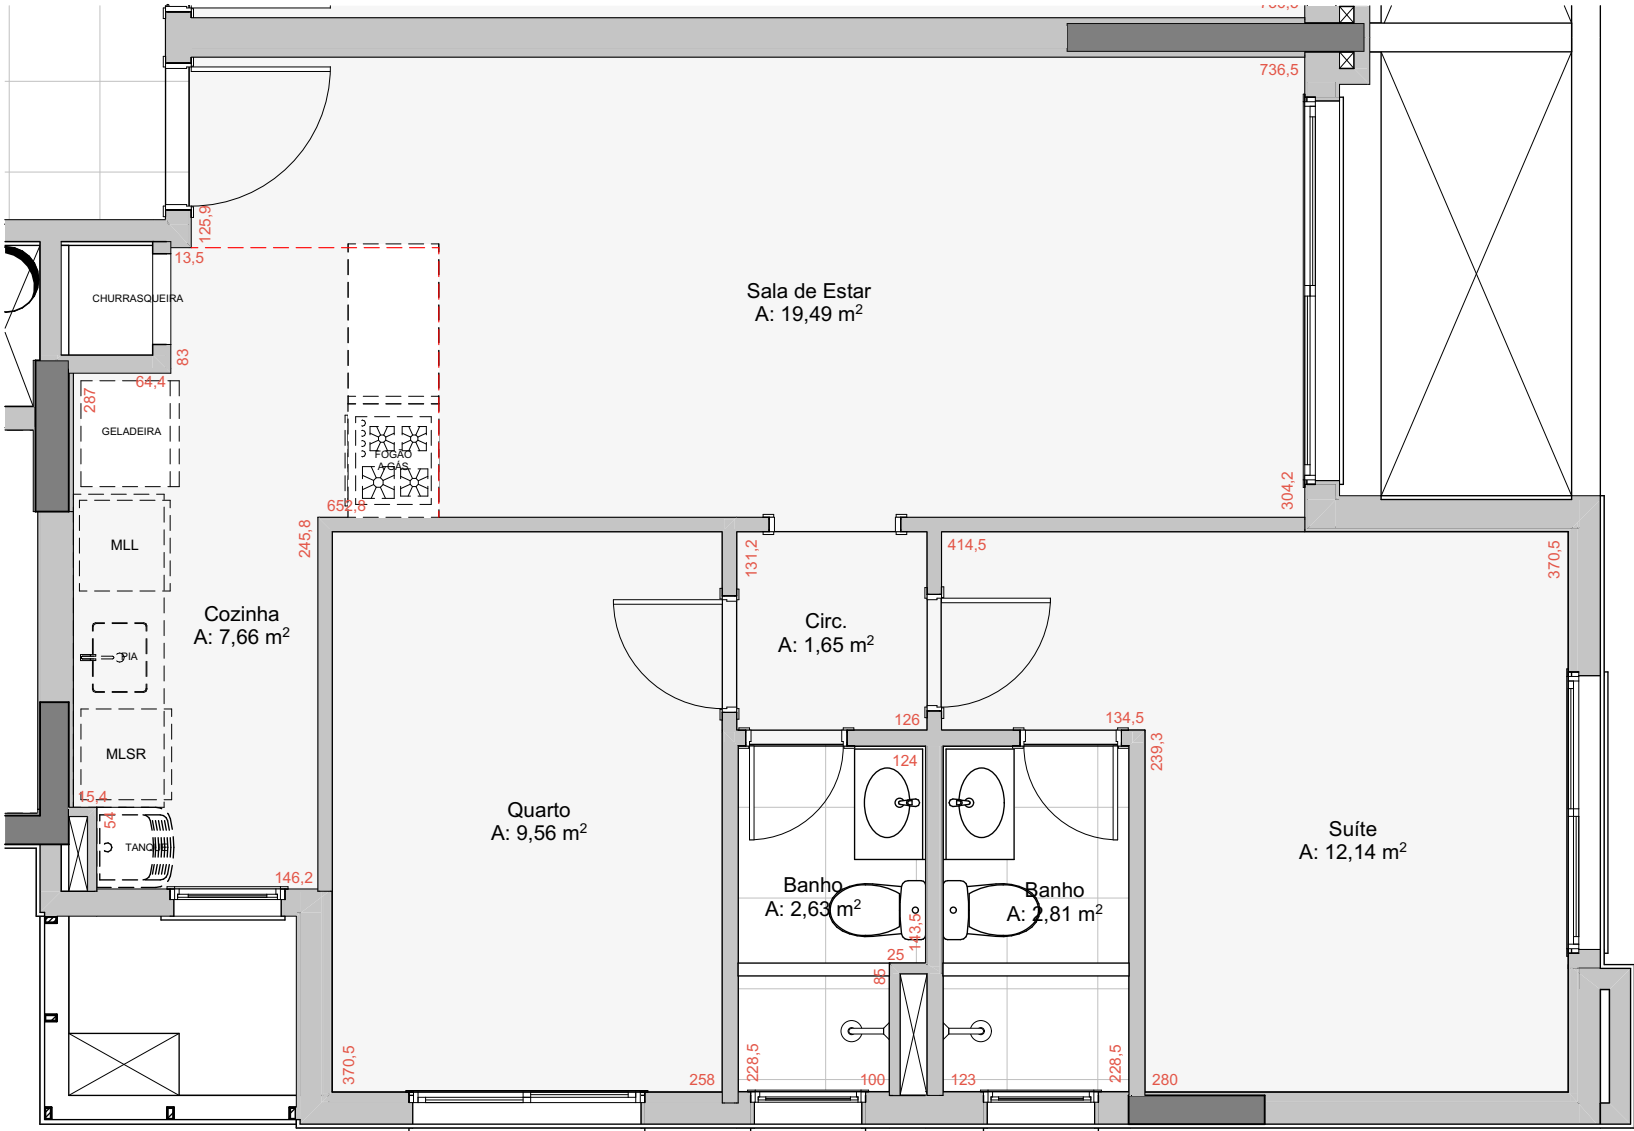 736,5
125,9
13,5
CHURRASQUEIRA
Sala de Estar
A: 19,49 m²
83
64,4
287
GELADEIRA
FOGÃO
A GÁS
652,8
304,2
245,8
131,2
414,5
370,5
MLL
Cozinha
A: 7,66 m²
Circ.
A: 1,65 m²
PIA
126
134,5
239,3
MLSR
124
15,4
54
TANQUE
Quarto
A: 9,56 m²
Suíte
A: 12,14 m²
146,2
Banho
A: 2,63 m²
Banho
A: 2,81 m²
143,5
25
85
370,5
258
228,5
100
123
228,5
280